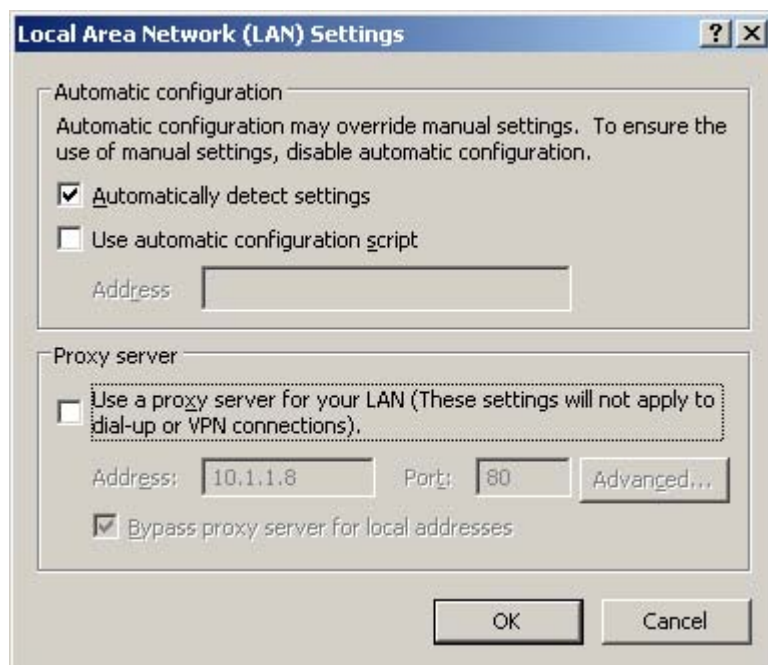 Local Area Network (LAN) Settings
Automatic configuration
Automatic configuration may override manual settings. To ensure the
use of manual settings, disable automatic configuration.
Automatically detect settings
Use automatic configuration script
Address
Proxy server
Use a proxy server for your LAN (These settings will not apply to
dial-up or VPN connections).
Address: 10.1.1.8 Port: 80 Advanced...
Bypass proxy server for local addresses
OK Cancel